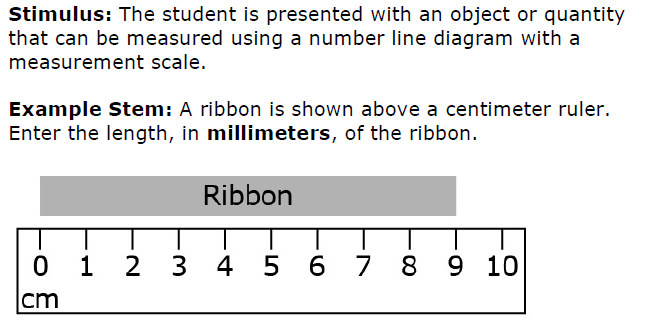 Stimulus: The student is presented with an object or quantity
that can be measured using a number line diagram with a
measurement scale.
Example Stem: A ribbon is shown above a centimeter ruler.
Enter the length, in millimeters, of the ribbon.
Ribbon
0 1 2 3 4 5 6 7 8 9 10
cm